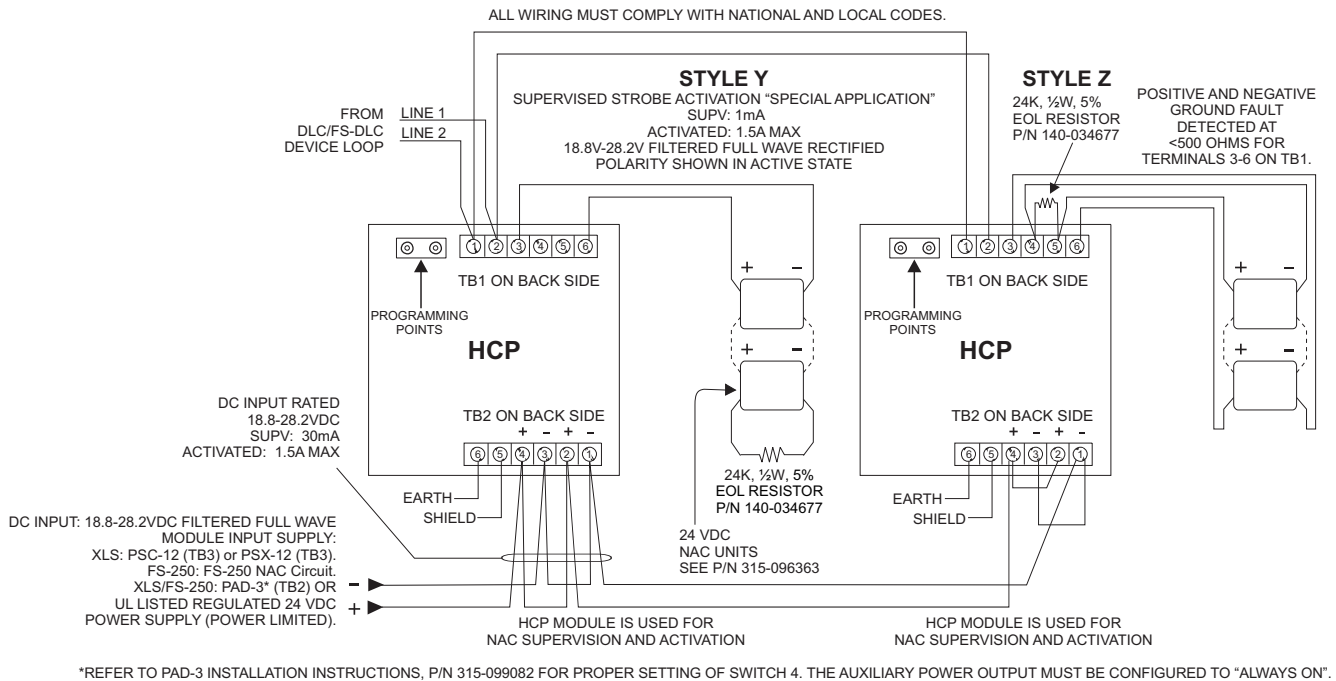 ALL WIRING MUST COMPLY WITH NATIONAL AND LOCAL CODES.
STYLE Y
SUPERVISED STROBE ACTIVATION “SPECIAL APPLICATION”
SUPV: 1mA
ACTIVATED: 1.5A MAX
18.8V-28.2V FILTERED FULL WAVE RECTIFIED
POLARITY SHOWN IN ACTIVE STATE
STYLE Z
24K, ½W, 5%
EOL RESISTOR
P/N 140-034677
POSITIVE AND NEGATIVE
GROUND FAULT
DETECTED AT
<500 OHMS FOR
TERMINALS 3-6 ON TB1.
FROM
DLC/FS-DLC
DEVICE LOOP
LINE 1
LINE 2
1 2 3 4 5 6
TB1 ON BACK SIDE
PROGRAMMING
POINTS
HCP
TB2 ON BACK SIDE
+ - + -
6 5 4 3 2 1
EARTH
SHIELD
+ -
+ -
24K, ½W, 5%
EOL RESISTOR
P/N 140-034677
24 VDC
NAC UNITS
SEE P/N 315-096363
1 2 3 4 5 6
TB1 ON BACK SIDE
PROGRAMMING
POINTS
HCP
TB2 ON BACK SIDE
+ - + -
6 5 4 3 2 1
EARTH
SHIELD
+ -
+ -
DC INPUT RATED
18.8-28.2VDC
SUPV: 30mA
ACTIVATED: 1.5A MAX
DC INPUT: 18.8-28.2VDC FILTERED FULL WAVE
MODULE INPUT SUPPLY:
XLS: PSC-12 (TB3) or PSX-12 (TB3).
FS-250: FS-250 NAC Circuit.
XLS/FS-250: PAD-3* (TB2) OR
UL LISTED REGULATED 24 VDC
POWER SUPPLY (POWER LIMITED).
-
+
HCP MODULE IS USED FOR
NAC SUPERVISION AND ACTIVATION
HCP MODULE IS USED FOR
NAC SUPERVISION AND ACTIVATION
*REFER TO PAD-3 INSTALLATION INSTRUCTIONS, P/N 315-099082 FOR PROPER SETTING OF SWITCH 4. THE AUXILIARY POWER OUTPUT MUST BE CONFIGURED TO “ALWAYS ON”.